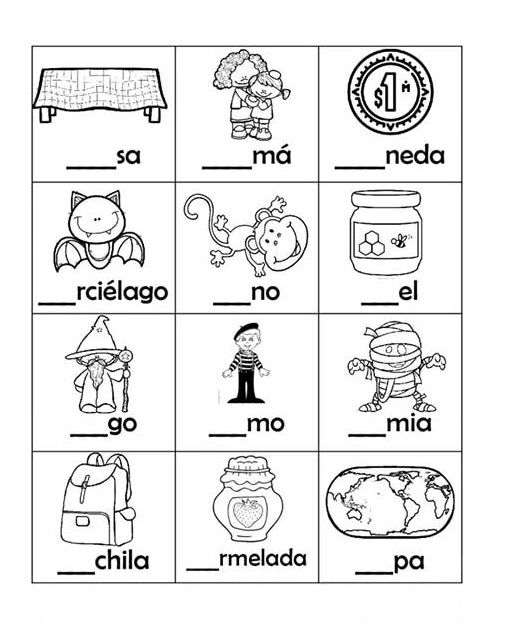 $1 M
____sa ____má ____neda
___rciélago ___no ___el
___go ___mo ___mia
___chila ___rmelada ___pa